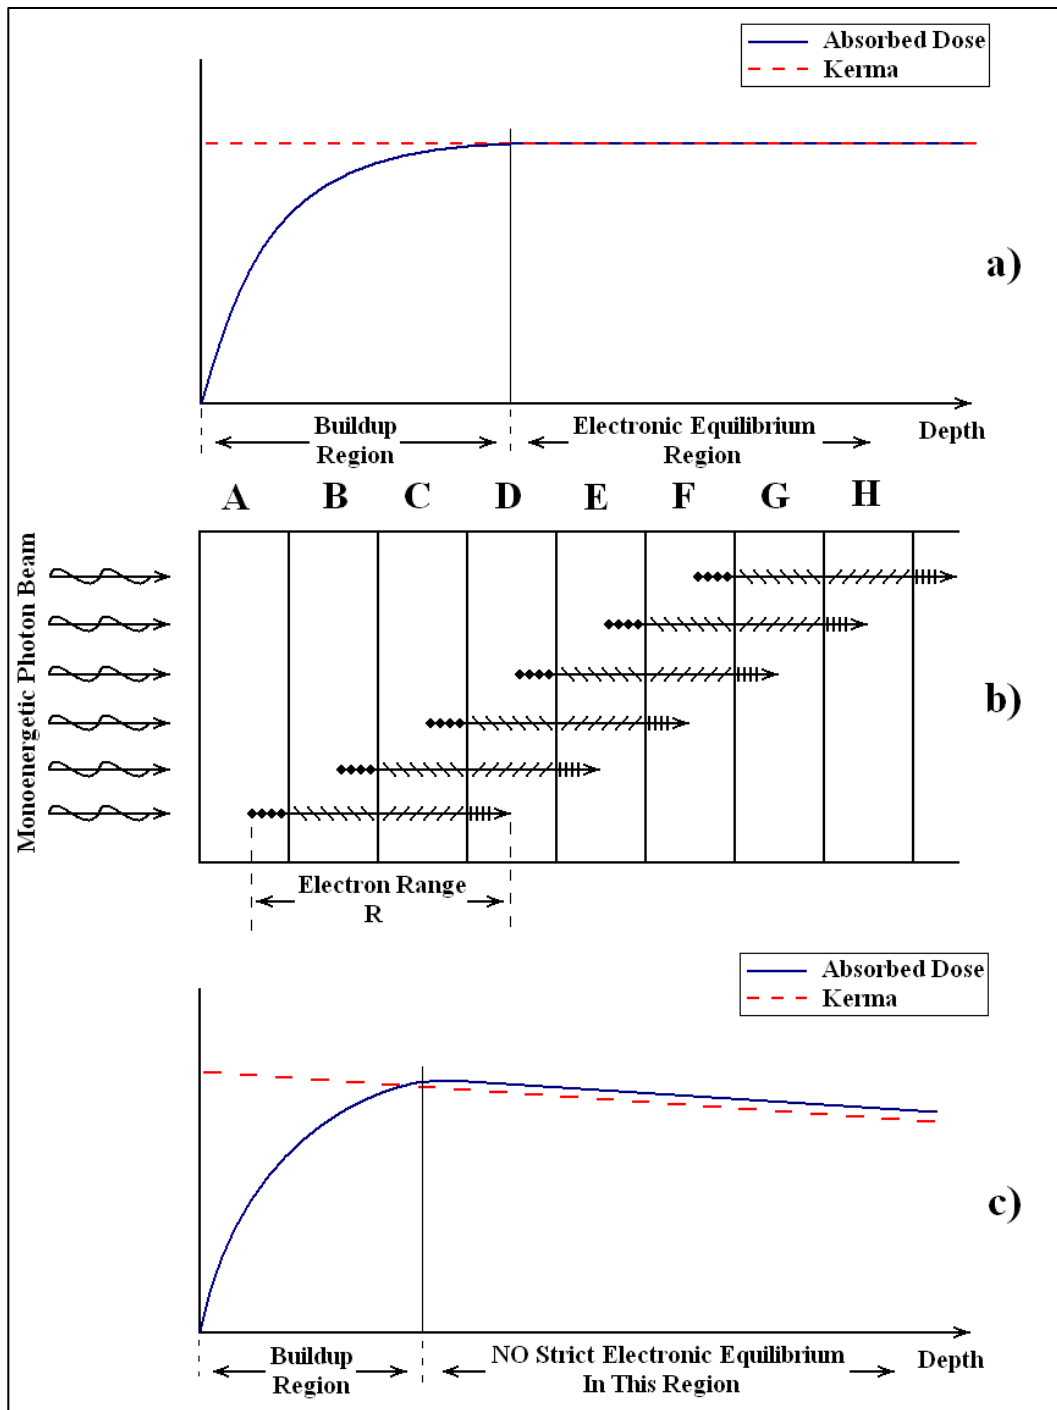 Absorbed Dose
Kerma
a)
Buildup
Region
Electronic Equilibrium
Region
Depth
A B C D E F G H
Monoenergetic Photon Beam
b)
Electron Range
R
Absorbed Dose
Kerma
c)
Buildup
Region
NO Strict Electronic Equilibrium
In This Region
Depth